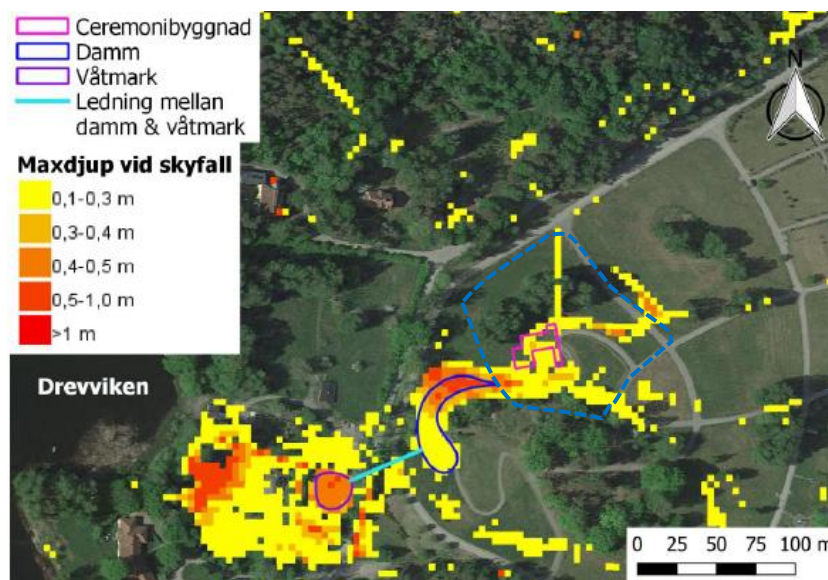 Ceremonibyggnad
Damm
Våtmark
Ledning mellan
damm & våtmark
Maxdjup vid skyfall
0,1-0,3 m
0,3-0,4 m
0,4-0,5 m
0,5-1,0 m
>1 m
N
Drevviken
0 25 50 75 100 m